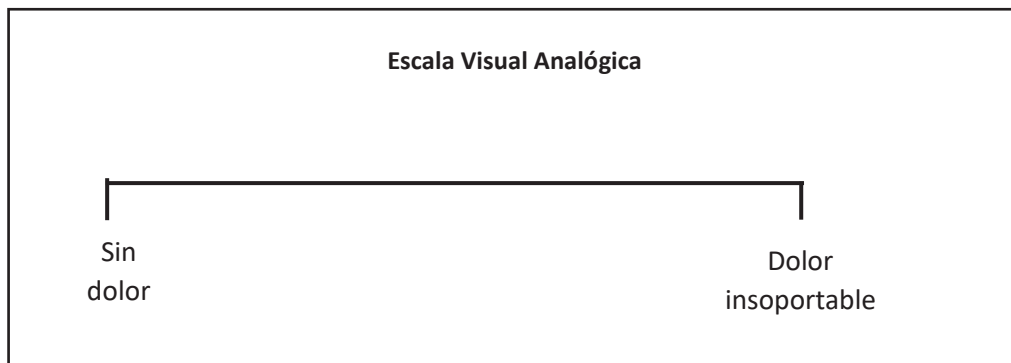 Escala Visual Analógica
Sin
dolor
Dolor
insoportable